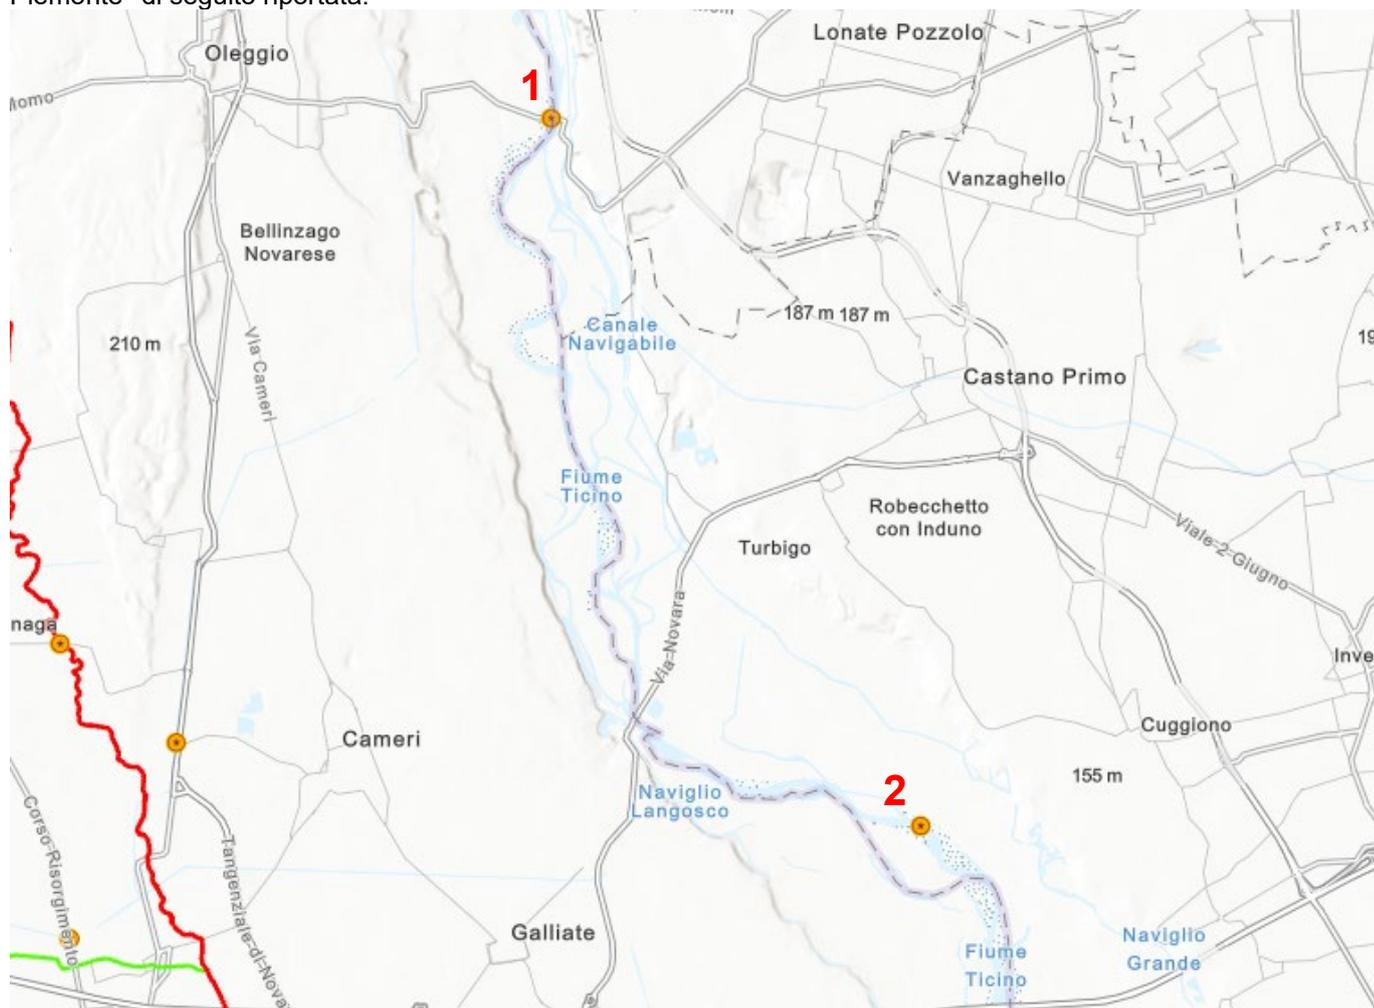 Piemonte" di seguito riportata:
Oleggio
Lonate Pozzolo
1
Momo
Vanzaghello
Bellinzago
Novarese
187 m 187 m
Canale
Navigabile
210 m
Via Cameri
Castano Primo
Fiume
Ticino
Robecchetto
con Induno
Turbigo
Viale 2 Giugno
Via Novara
naga
Inve
Cuggiono
Cameri
155 m
2
Naviglio
Langosco
Corso Risorgimento
Tangenziale di Nova
Galliate
Naviglio
Grande
Fiume
Ticino